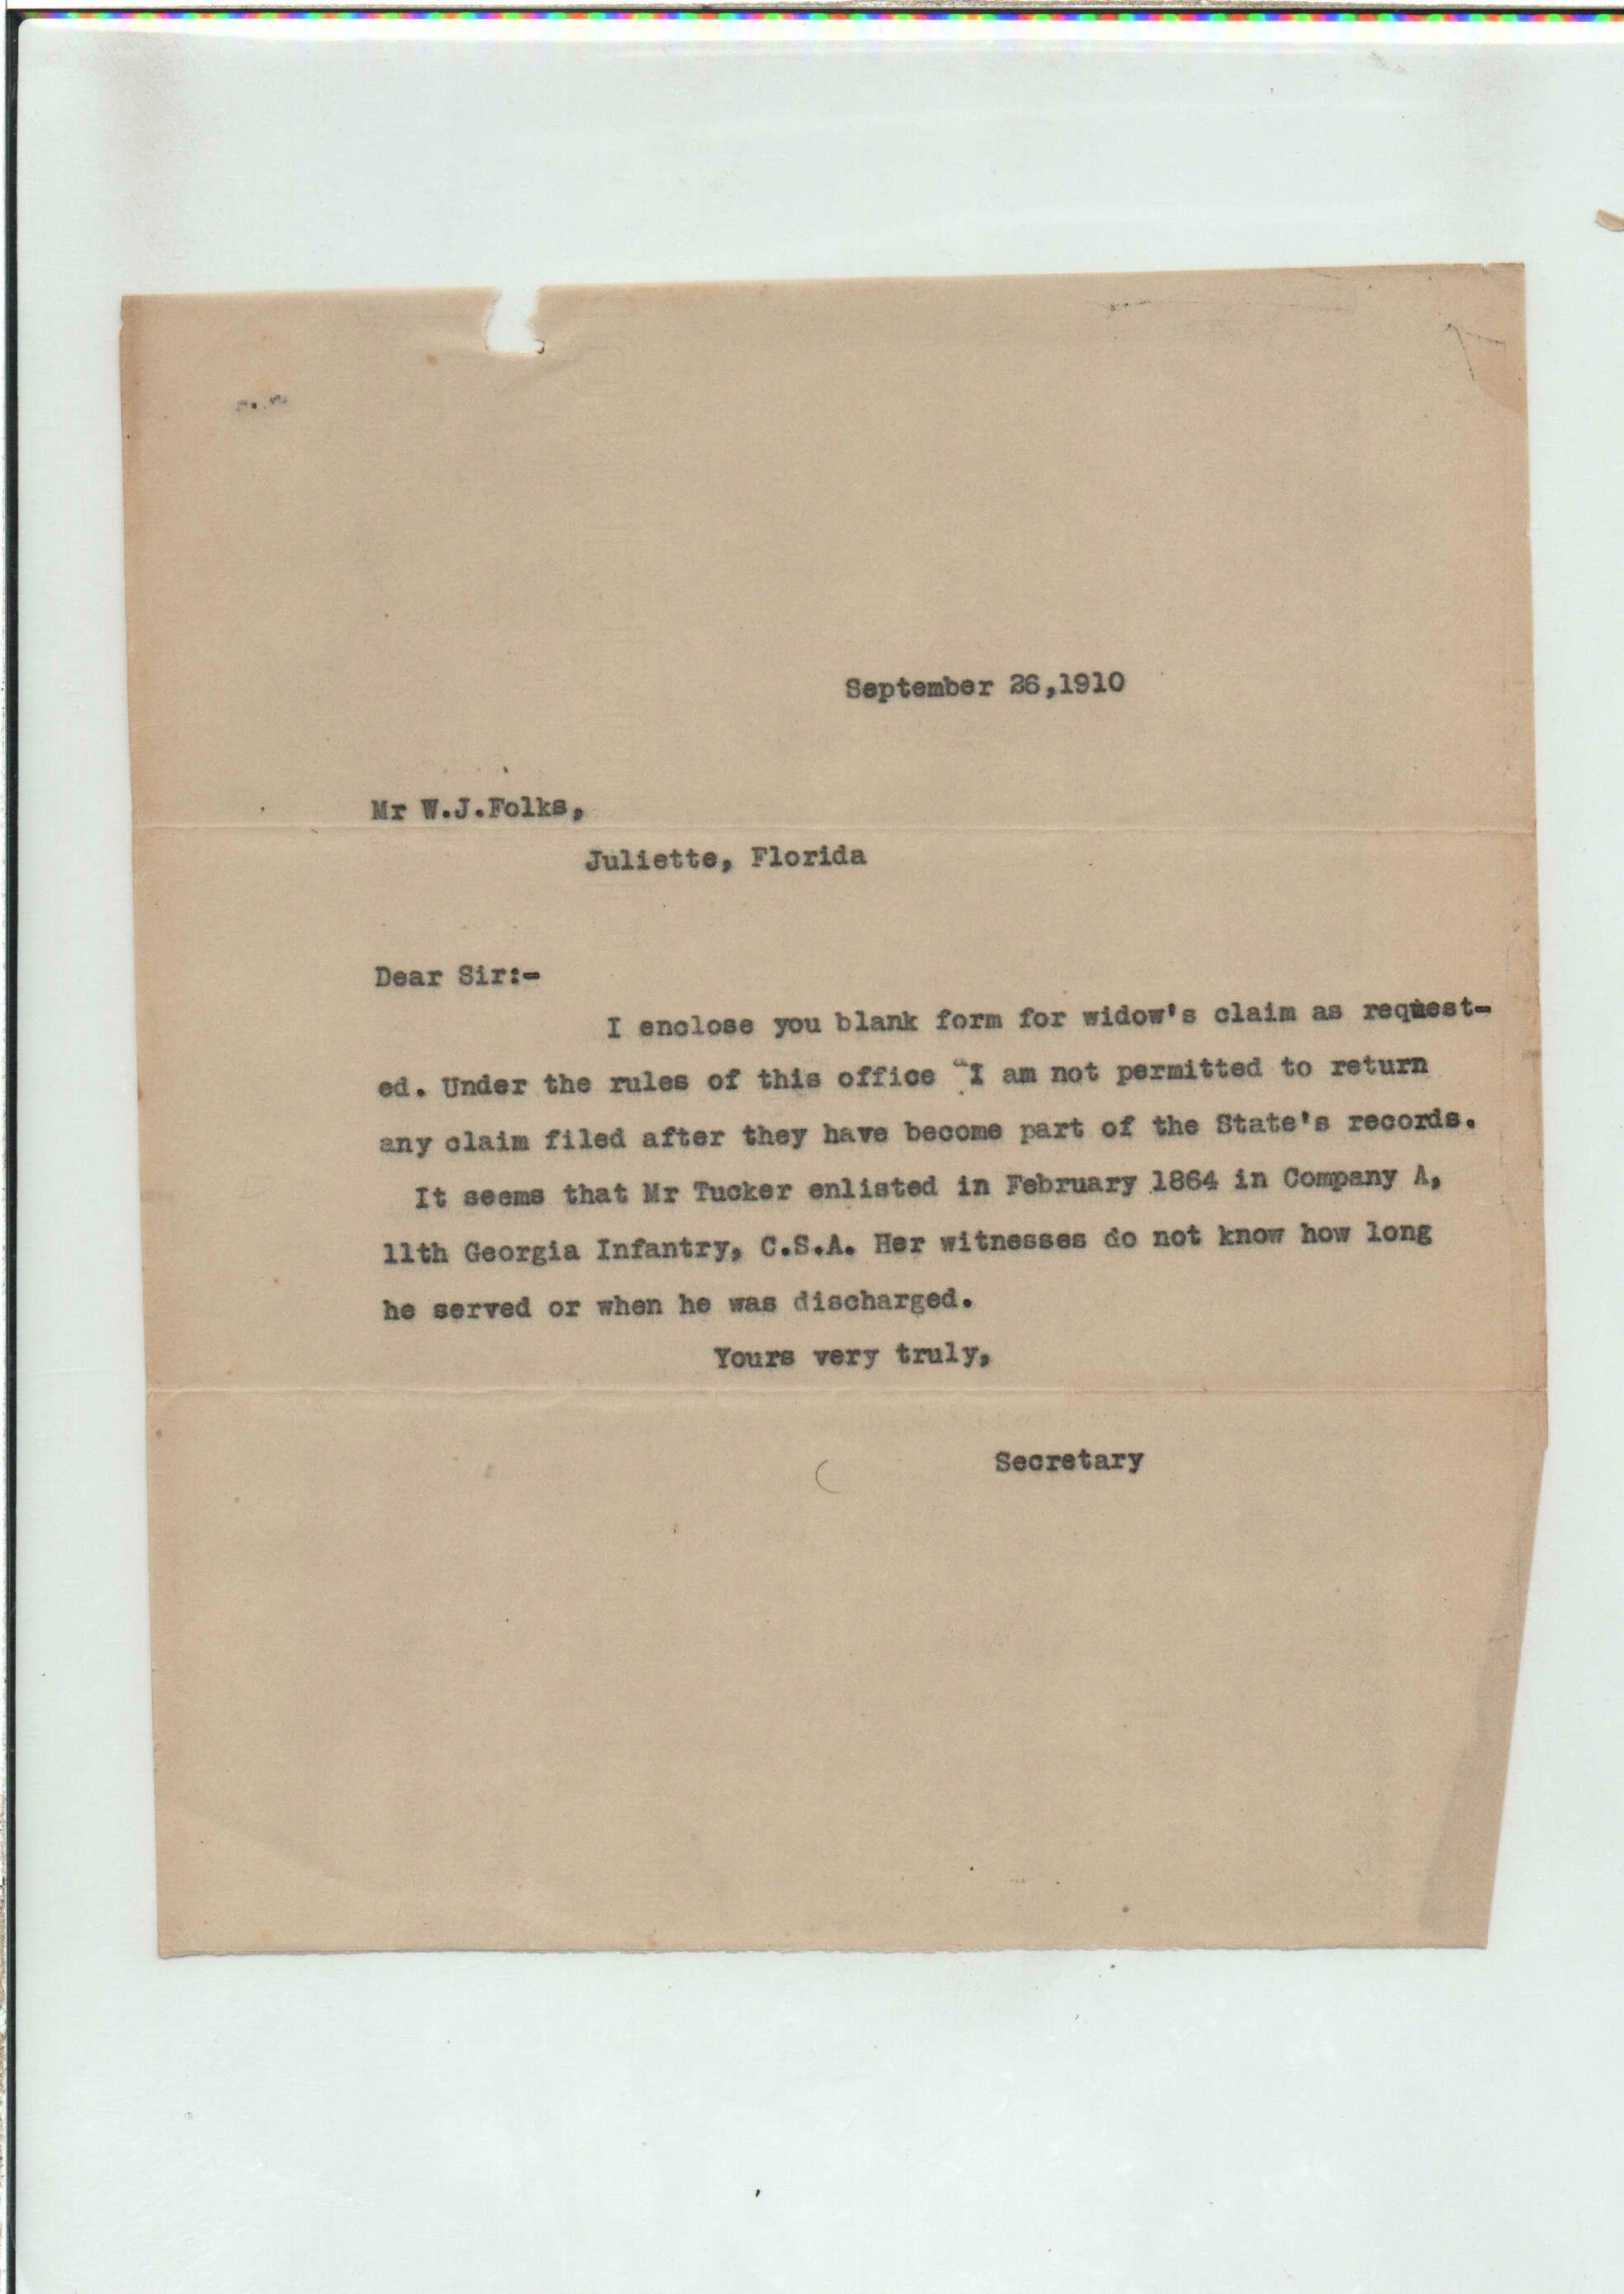 September 26,1910
Mr W.J.Folks,
Juliette, Florida
Dear Sir:-
I enclose you blank form for widow's claim as request-
ed. Under the rules of this office I am not permitted to return
any claim filed after they have become part of the State's records.
It seems that Mr Tucker enlisted in February 1864 in Company A,
11th Georgia Infantry, C.S.A. Her witnesses do not know how long
he served or when he was discharged.
Yours very truly,
Secretary